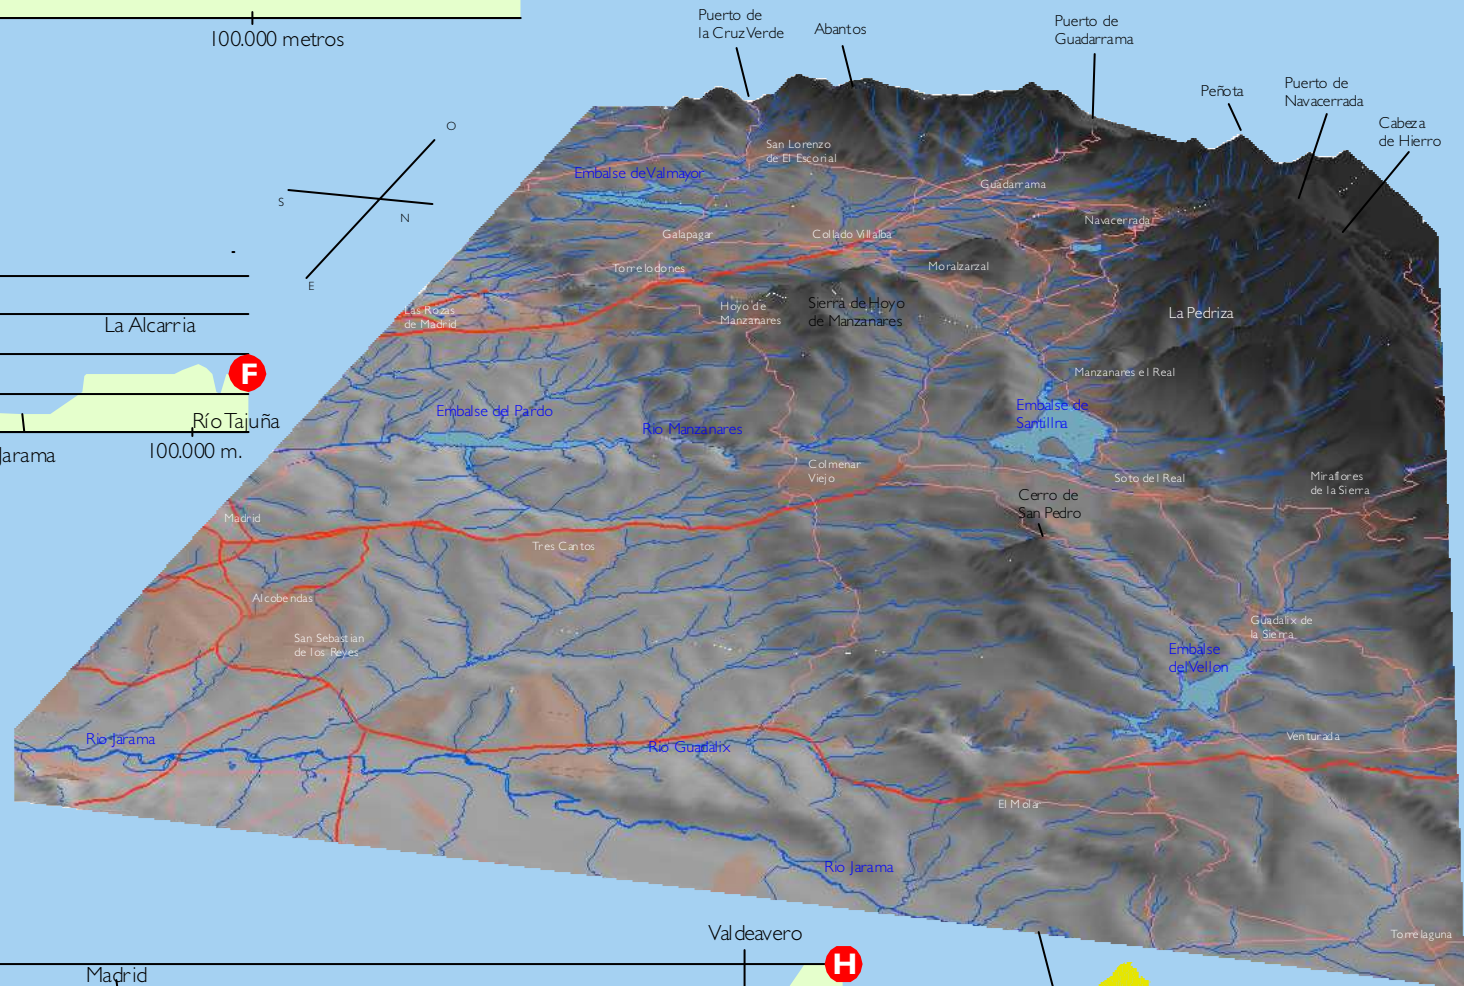 100.000 metros
Puerto de
la Cruz Verde
Abantos
Puerto de
Guadarrama
Peñota
Puerto de
Navacerrada
Cabeza
de Hierro
O
S
N
E
San Lorenzo
de El Escorial
Embalse de Valmayor
Guadarrama
Navacerrada
Galapagar
Collado Villalba
Torrelodones
Moralzarzal
Las Rozas
de Madrid
Hoyo de
Manzanares
Sierra de Hoyo
de Manzanares
La Pedriza
La Alcarria
F
Río Tajuña
Jarama
100.000 m.
Manzanares el Real
Embalse del Pardo
Rio Manzanares
Embalse de
Santillna
Colmenar
Viejo
Soto del Real
Miraflores
de la Sierra
Cerro de
San Pedro
Madrid
Tres Cantos
Alcobendas
San Sebastian
de los Reyes
Guadalix de
la Sierra
Embalse
del Vellon
Rio Jarama
Rio Guadalix
Venturada
El Molar
Rio Jarama
Torrelaguna
Valdeavero
H
Madrid